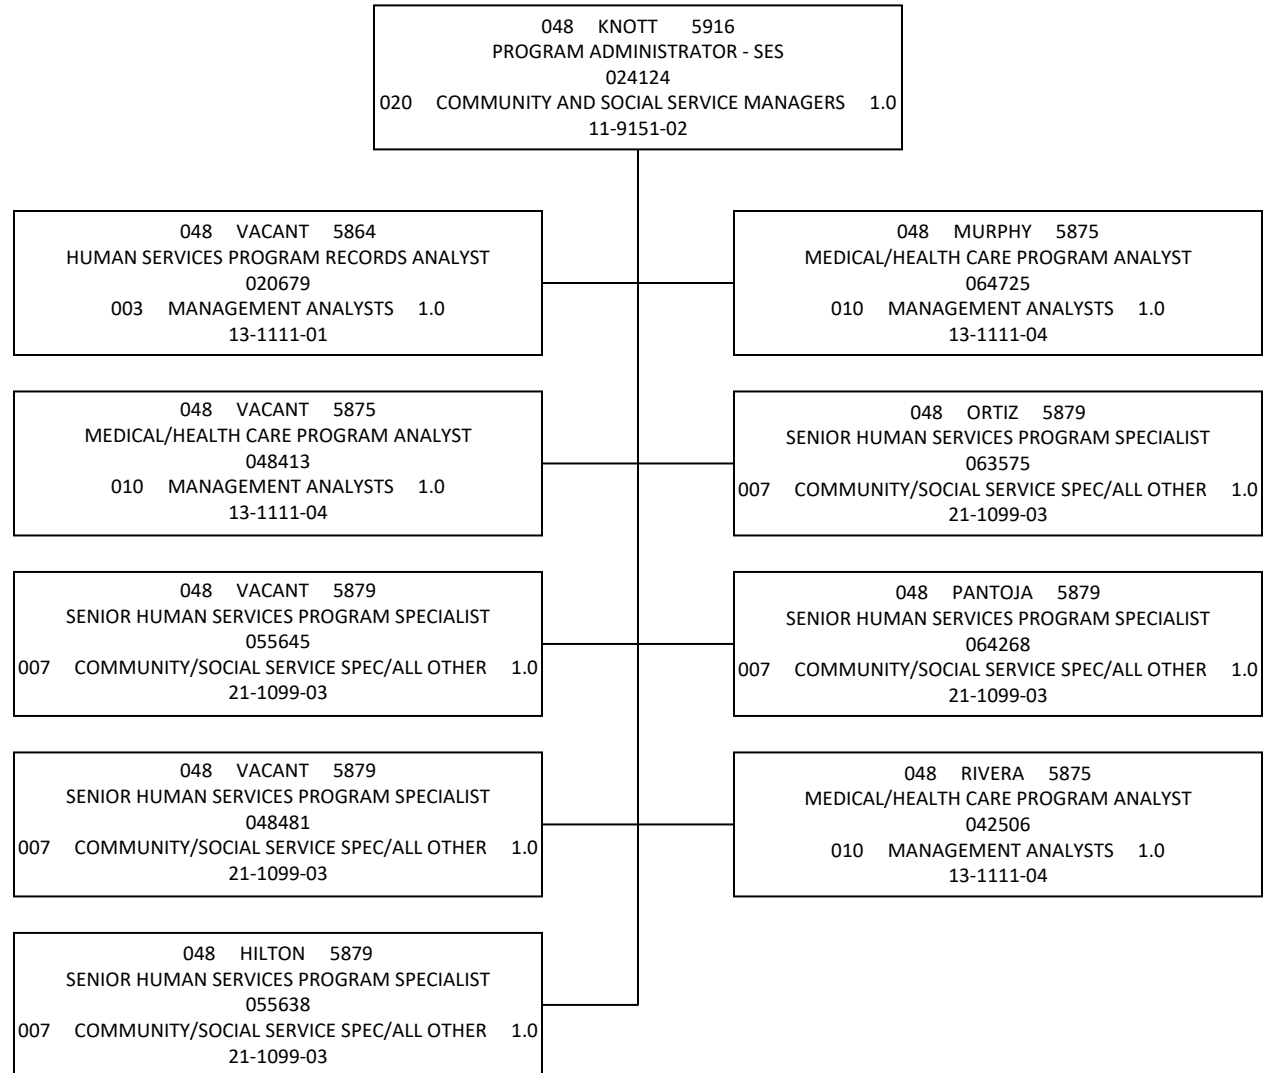 048 KNOTT 5916
PROGRAM ADMINISTRATOR - SES
024124
020 COMMUNITY AND SOCIAL SERVICE MANAGERS 1.0
11-9151-02
048 VACANT 5864
HUMAN SERVICES PROGRAM RECORDS ANALYST
020679
003 MANAGEMENT ANALYSTS 1.0
13-1111-01
048 MURPHY 5875
MEDICAL/HEALTH CARE PROGRAM ANALYST
064725
010 MANAGEMENT ANALYSTS 1.0
13-1111-04
048 VACANT 5875
MEDICAL/HEALTH CARE PROGRAM ANALYST
048413
010 MANAGEMENT ANALYSTS 1.0
13-1111-04
048 ORTIZ 5879
SENIOR HUMAN SERVICES PROGRAM SPECIALIST
063575
007 COMMUNITY/SOCIAL SERVICE SPEC/ALL OTHER 1.0
21-1099-03
048 VACANT 5879
SENIOR HUMAN SERVICES PROGRAM SPECIALIST
055645
007 COMMUNITY/SOCIAL SERVICE SPEC/ALL OTHER 1.0
21-1099-03
048 PANTOJA 5879
SENIOR HUMAN SERVICES PROGRAM SPECIALIST
064268
007 COMMUNITY/SOCIAL SERVICE SPEC/ALL OTHER 1.0
21-1099-03
048 VACANT 5879
SENIOR HUMAN SERVICES PROGRAM SPECIALIST
048481
007 COMMUNITY/SOCIAL SERVICE SPEC/ALL OTHER 1.0
21-1099-03
048 RIVERA 5875
MEDICAL/HEALTH CARE PROGRAM ANALYST
042506
010 MANAGEMENT ANALYSTS 1.0
13-1111-04
048 HILTON 5879
SENIOR HUMAN SERVICES PROGRAM SPECIALIST
055638
007 COMMUNITY/SOCIAL SERVICE SPEC/ALL OTHER 1.0
21-1099-03